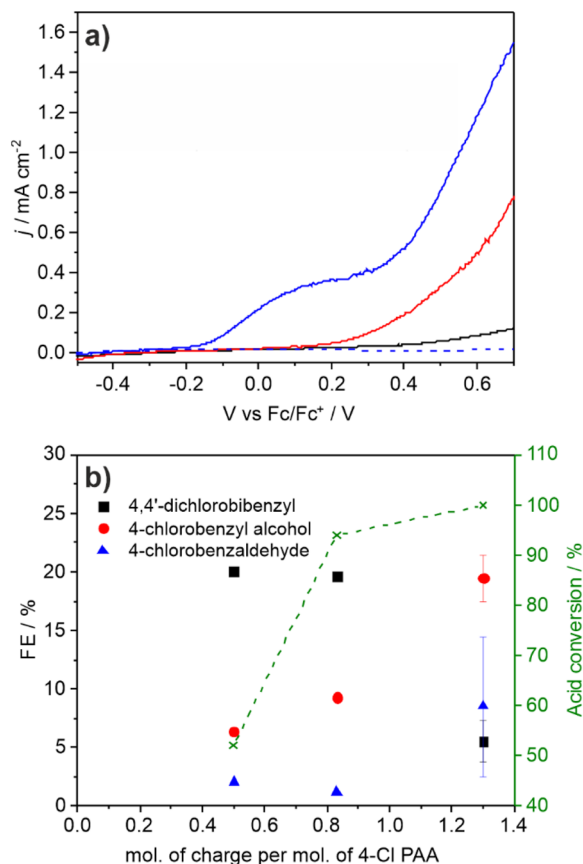 a)
1.6
1.4
1.2
1.0
0.8
0.6
0.4
0.2
0.0
j / mA cm⁻²
-0.4 -0.2 0.0 0.2 0.4 0.6
V vs Fc/Fc⁺ / V
b)
4,4'-dichlorobibenzyl
4-chlorobenzyl alcohol
4-chlorobenzaldehyde
30
25
20
15
10
5
0
FE / %
110
100
90
80
70
60
50
40
Acid conversion / %
0.0 0.2 0.4 0.6 0.8 1.0 1.2 1.4
mol. of charge per mol. of 4-Cl PAA